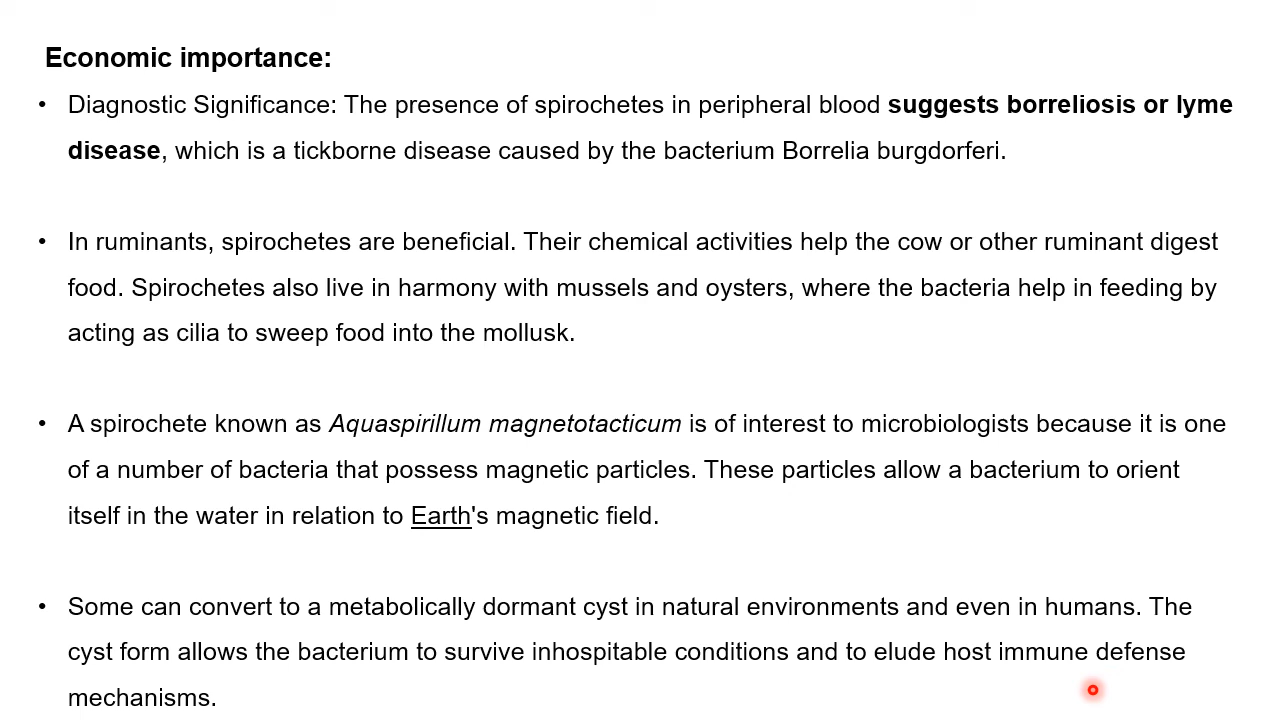 Economic importance:
• Diagnostic Significance: The presence of spirochetes in peripheral blood suggests borreliosis or lyme
disease, which is a tickborne disease caused by the bacterium Borrelia burgdorferi.
• In ruminants, spirochetes are beneficial. Their chemical activities help the cow or other ruminant digest
food. Spirochetes also live in harmony with mussels and oysters, where the bacteria help in feeding by
acting as cilia to sweep food into the mollusk.
• A spirochete known as Aquaspirillum magnetotacticum is of interest to microbiologists because it is one
of a number of bacteria that possess magnetic particles. These particles allow a bacterium to orient
itself in the water in relation to Earth's magnetic field.
• Some can convert to a metabolically dormant cyst in natural environments and even in humans. The
cyst form allows the bacterium to survive inhospitable conditions and to elude host immune defense
mechanisms.